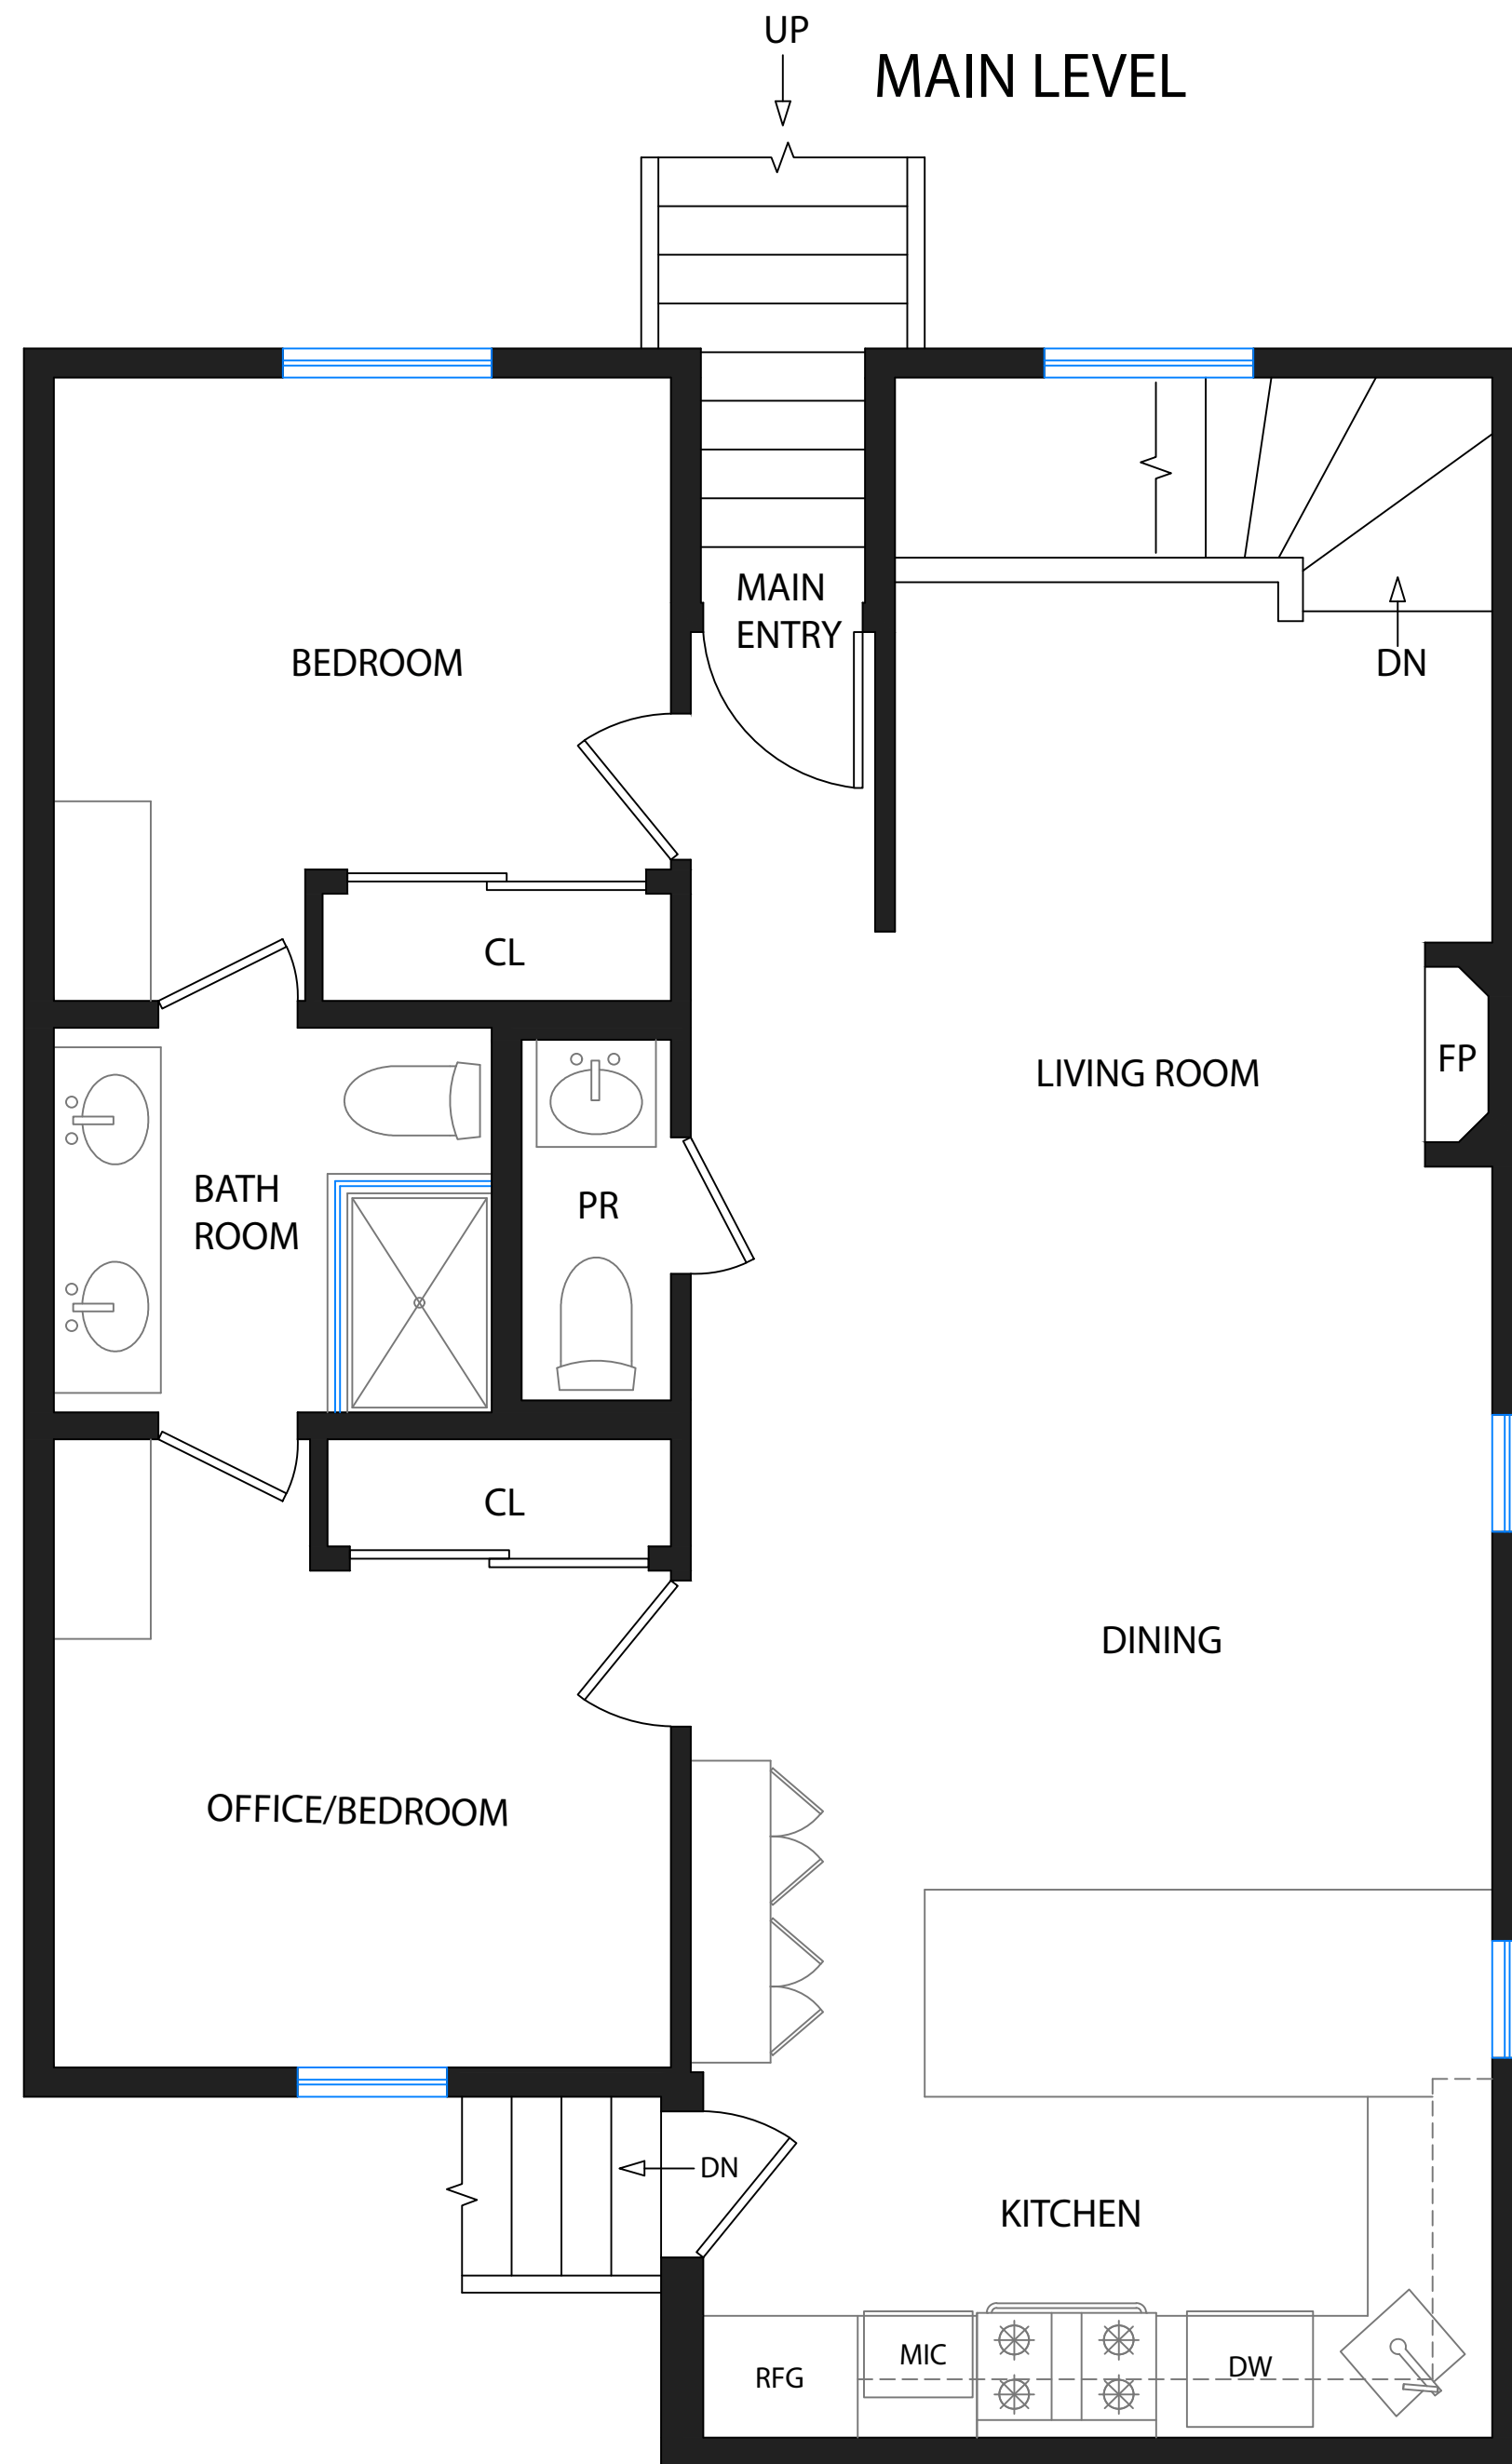 UP
MAIN LEVEL
MAIN
ENTRY
BEDROOM
DN
CL
LIVING ROOM
FP
BATH
ROOM
PR
CL
DINING
OFFICE/BEDROOM
DN
KITCHEN
MIC
RFG
DW